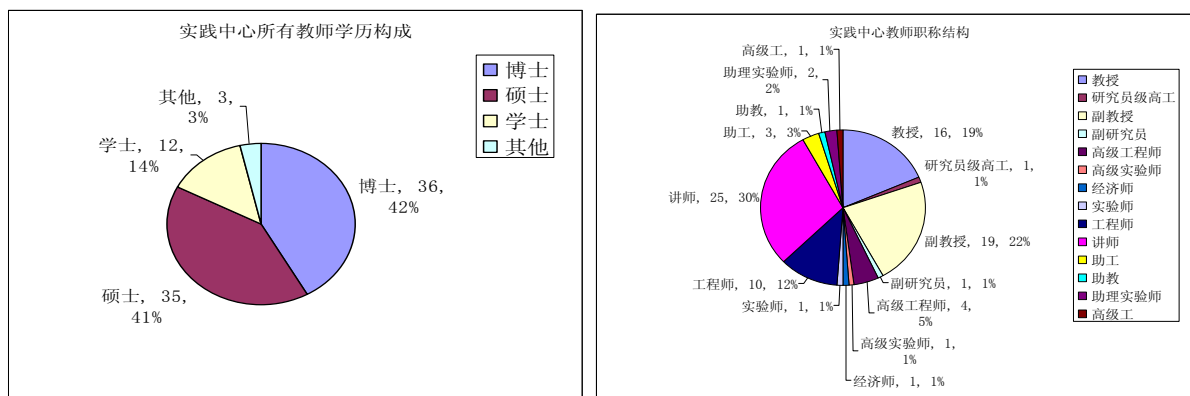 实践中心所有教师学历构成
博士
硕士
学士
其他
其他, 3,
3%
学士, 12,
14%
博士, 36,
42%
硕士, 35,
41%
实践中心教师职称结构
高级工, 1, 1%
助理实验师, 2,
2%
助教, 1, 1%
助工, 3, 3%
教授, 16, 19%
研究员级高工, 1,
1%
讲师, 25, 30%
副教授, 19, 22%
工程师, 10, 12%
副研究员, 1, 1%
实验师, 1, 1%
高级工程师, 4,
5%
高级实验师, 1,
1%
经济师, 1, 1%
教授
研究员级高工
副教授
副研究员
高级工程师
高级实验师
经济师
实验师
工程师
讲师
助工
助教
助理实验师
高级工